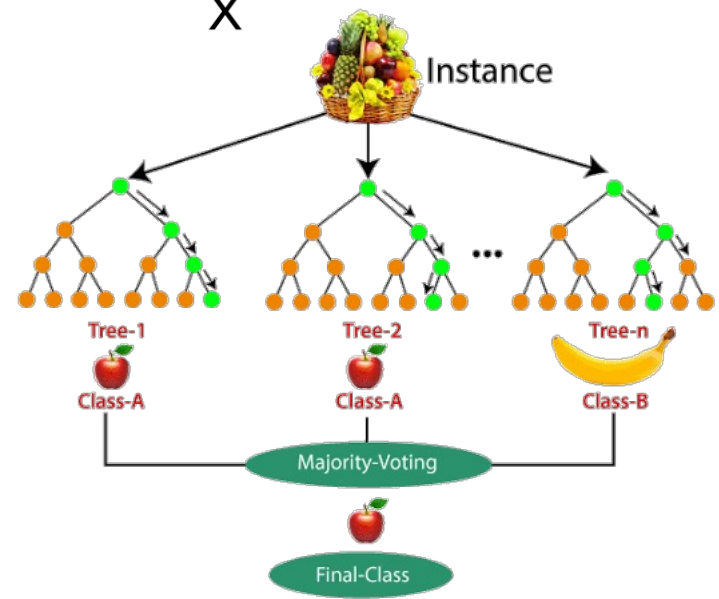 X
Instance
...
Tree-1
Tree-2
Tree-n
Class-A
Class-A
Class-B
Majority-Voting
Final-Class